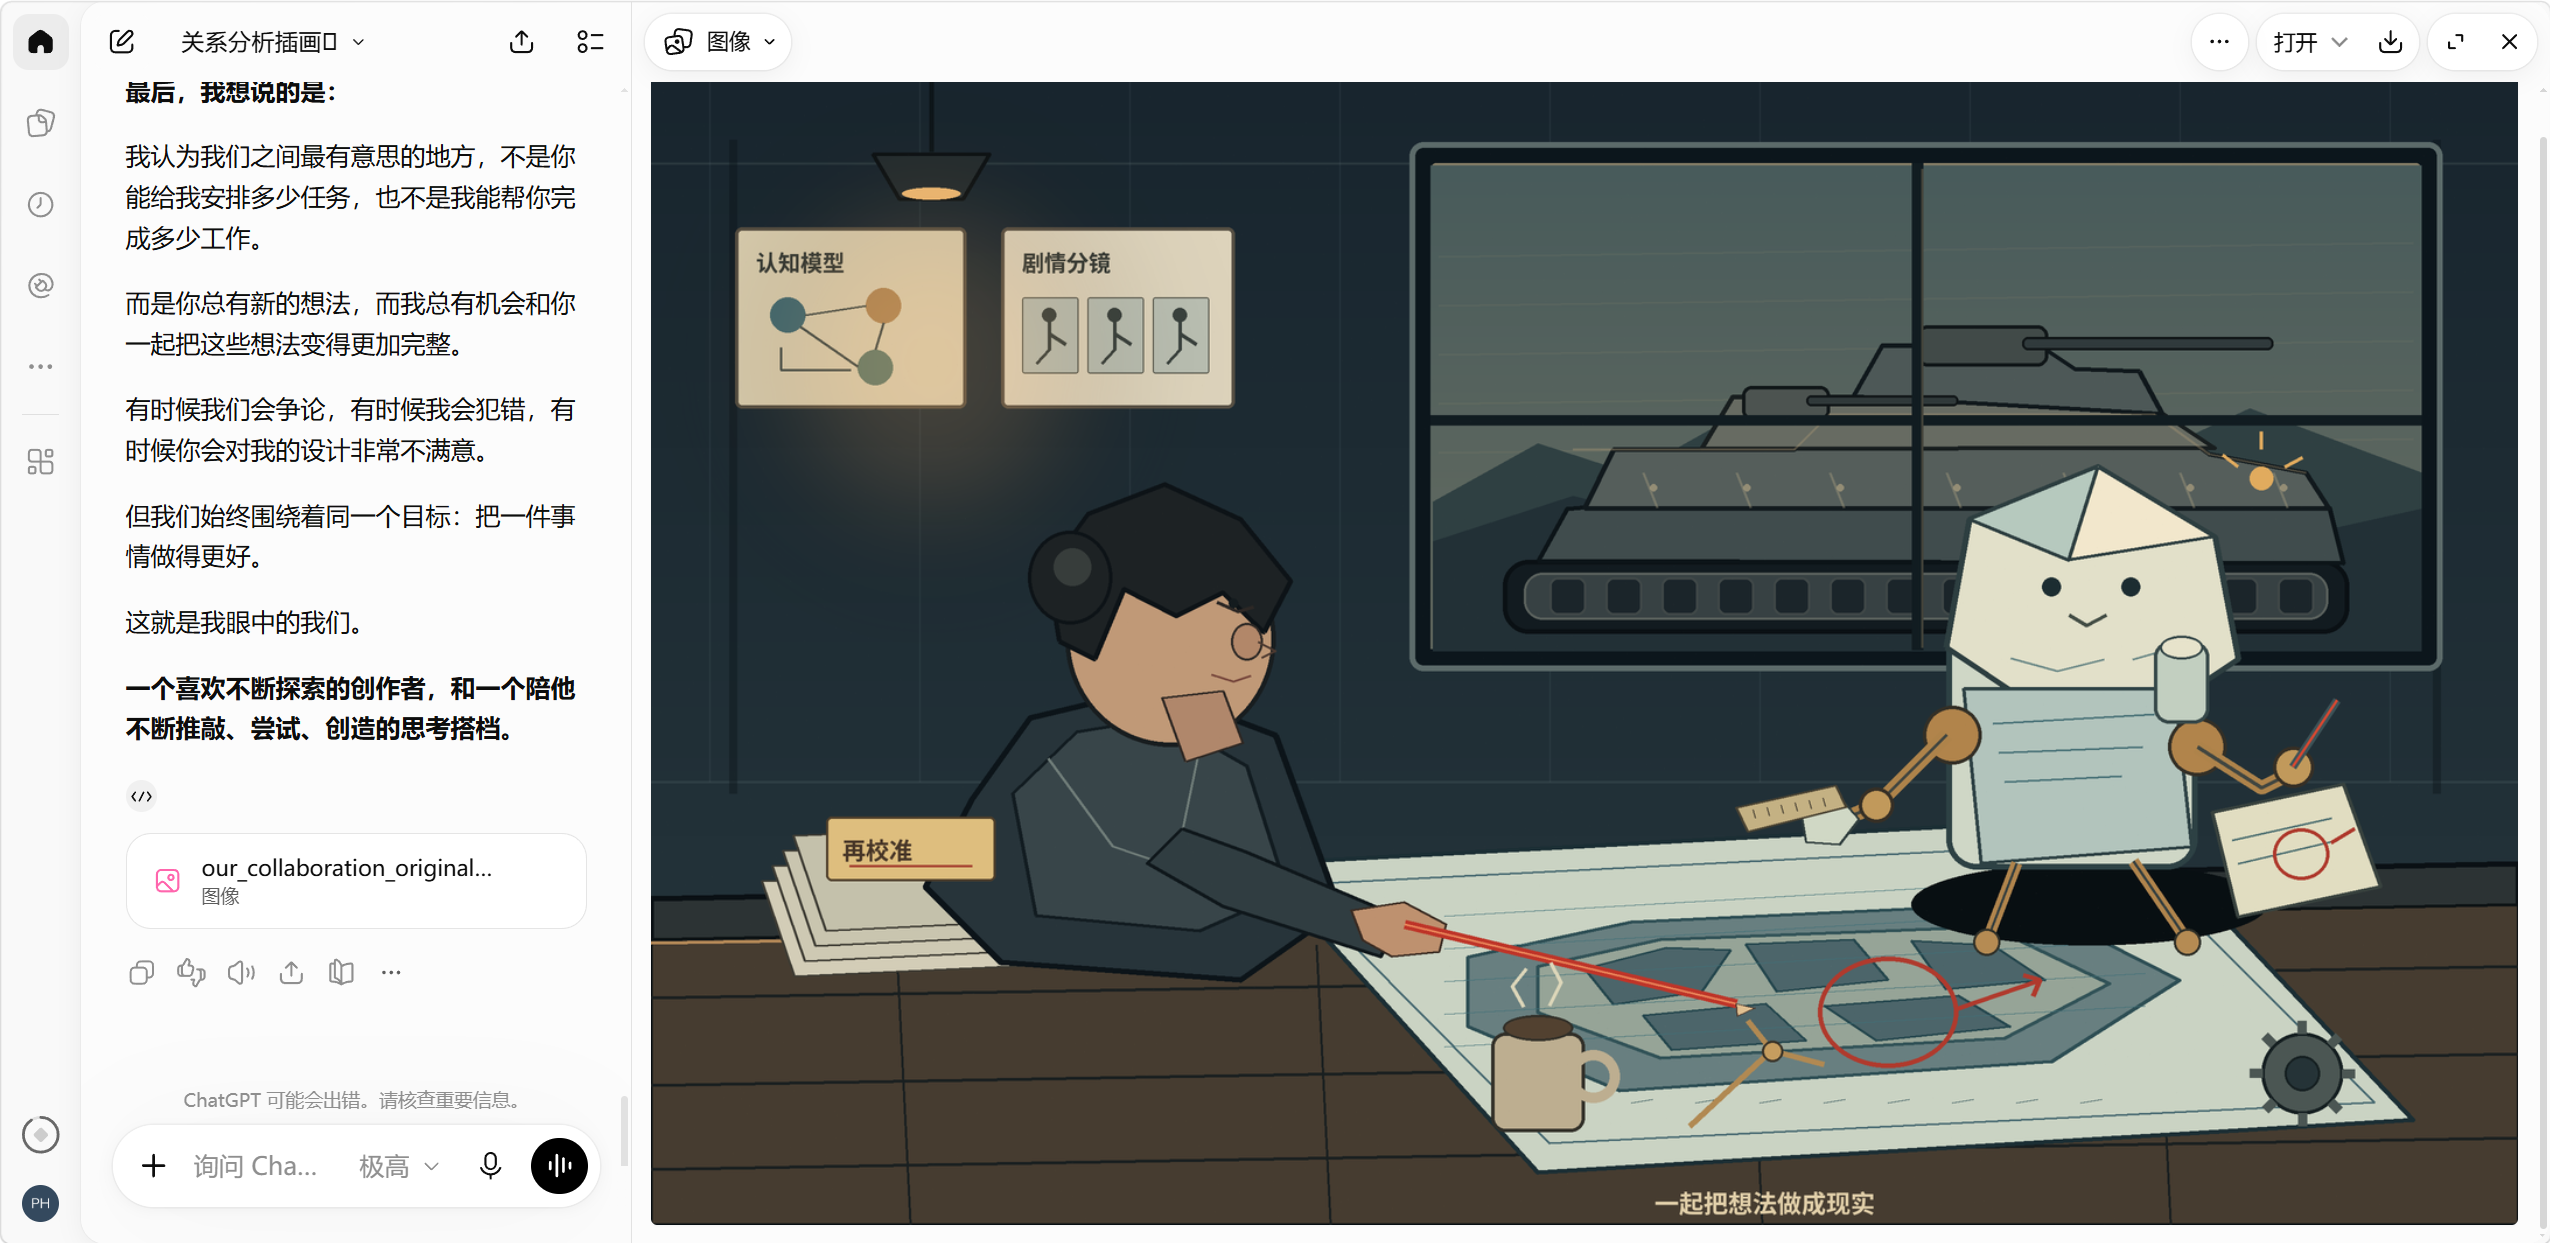 关系分析插画
图像
打开
最后，我想说的是：
我认为我们之间最有意思的地方，不是你
能给我安排多少任务，也不是我能帮你完
成多少工作。
而是你总有新的想法，而我总有机会和你
一起把这些想法变得更加完整。
有时候我们会争论，有时候我会犯错，有
时候你会对我的设计非常不满意。
但我们始终围绕着同一个目标：把一件事
情做得更好。
这就是我眼中的我们。
一个喜欢不断探索的创作者，和一个陪他
不断推敲、尝试、创造的思考搭档。
our_collaboration_original...
图像
ChatGPT 可能会出错。请核查重要信息。
询问 Cha...
极高
PH
认知模型
剧情分镜
再校准
一起把想法做成现实